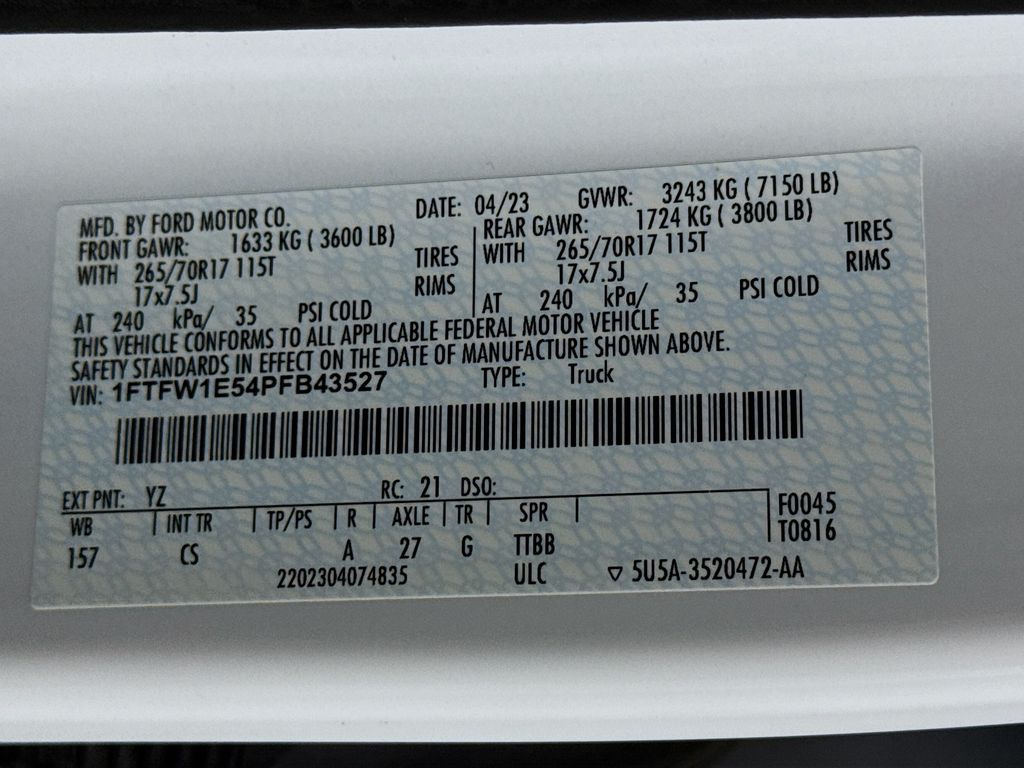 MFD. BY FORD MOTOR CO. DATE: 04/23 GVWR: 3243 KG ( 7150 LB)
FRONT GAWR: 1633 KG ( 3600 LB) REAR GAWR: 1724 KG ( 3800 LB)
WITH 265/70R17 115T TIRES WITH 265/70R17 115T TIRES
17x7.5J RIMS 17x7.5J RIMS
AT 240 kPa/ 35 PSI COLD AT 240 kPa/ 35 PSI COLD
THIS VEHICLE CONFORMS TO ALL APPLICABLE FEDERAL MOTOR VEHICLE
SAFETY STANDARDS IN EFFECT ON THE DATE OF MANUFACTURE SHOWN ABOVE.
VIN: 1FTFW1E54PFB43527 TYPE: Truck
EXT PNT: YZ RC: 21 DSO:
WB INT TR TP/PS R AXLE TR SPR F0045
157 CS A 27 G TTBB T0816
2202304074835 ULC ▽ 5U5A-3520472-AA